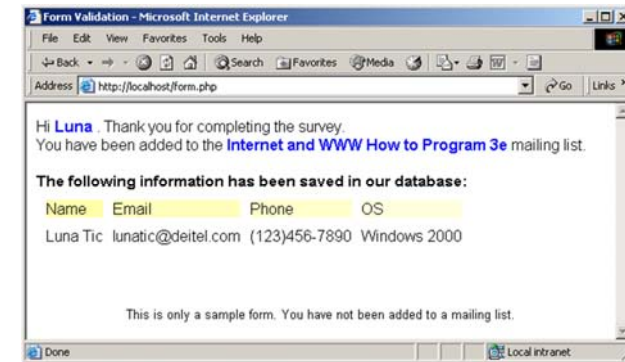 Form Validation - Microsoft Internet Explorer
File Edit View Favorites Tools Help
Back Search Favorites Media
Address http://localhost/form.php Go Links
Hi Luna . Thank you for completing the survey.
You have been added to the Internet and WWW How to Program 3e mailing list.
The following information has been saved in our database:
Name Email Phone OS
Luna Tic lunatic@deitel.com (123)456-7890 Windows 2000
This is only a sample form. You have not been added to a mailing list.
Done Local intranet